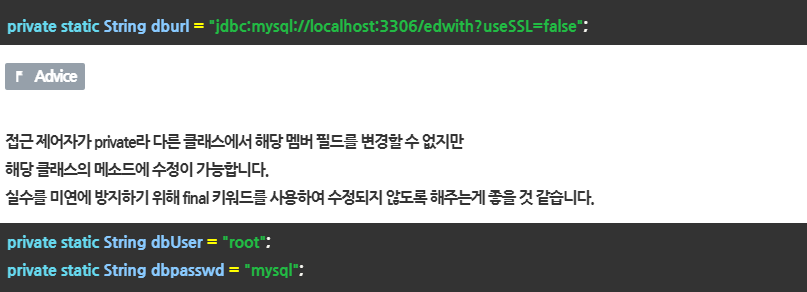 private static String dburl = "jdbc:mysql://localhost:3306/edwith?useSSL=false";
Advice
접근 제어자가 private라 다른 클래스에서 해당 멤버 필드를 변경할 수 없지만
해당 클래스의 메소드에 수정이 가능합니다.
실수를 미연에 방지하기 위해 final 키워드를 사용하여 수정되지 않도록 해주는게 좋을 것 같습니다.
private static String dbUser = "root";
private static String dbpasswd = "mysql";